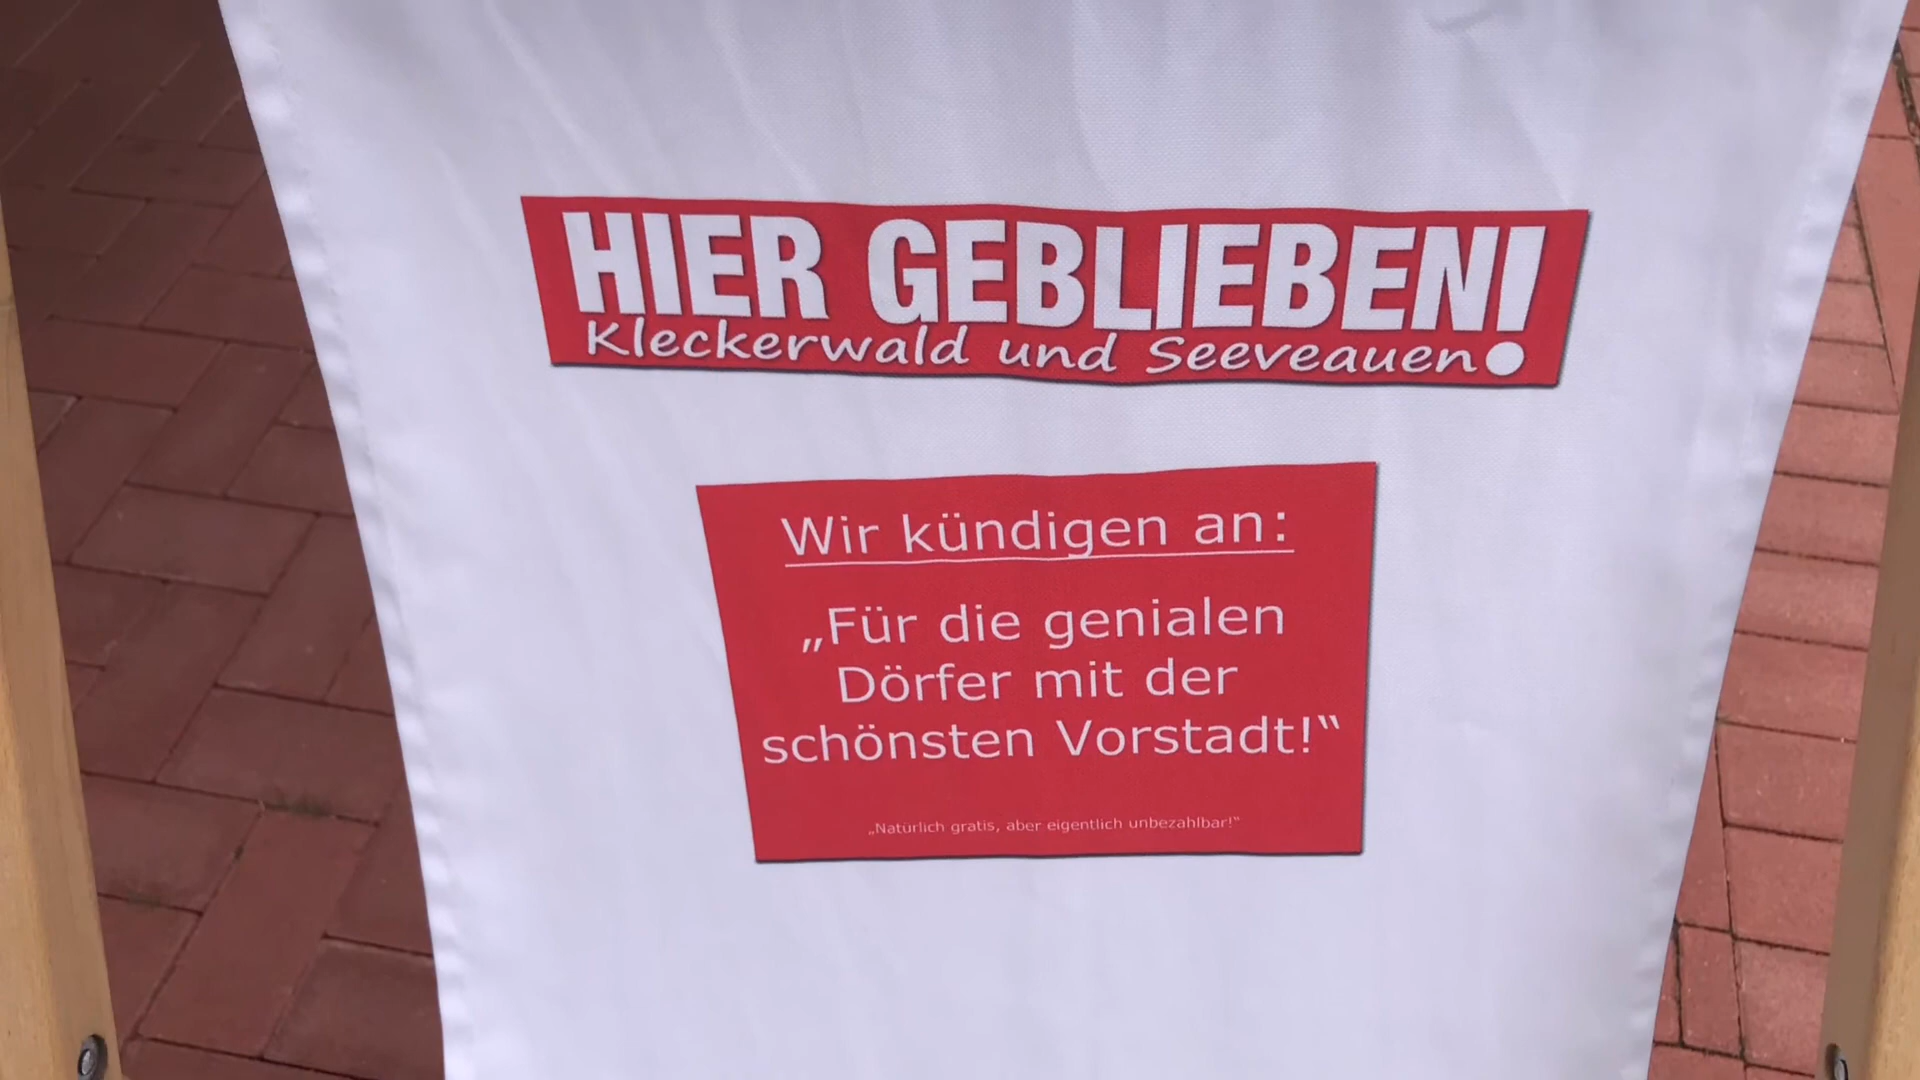 HIER GEBLIEBEN!
Kleckerwald und Seeveauen
Wir kündigen an:
„Für die genialen
Dörfer mit der
schönsten Vorstadt!“
„Natürlich gratis, aber eigentlich unbezahlbar!“